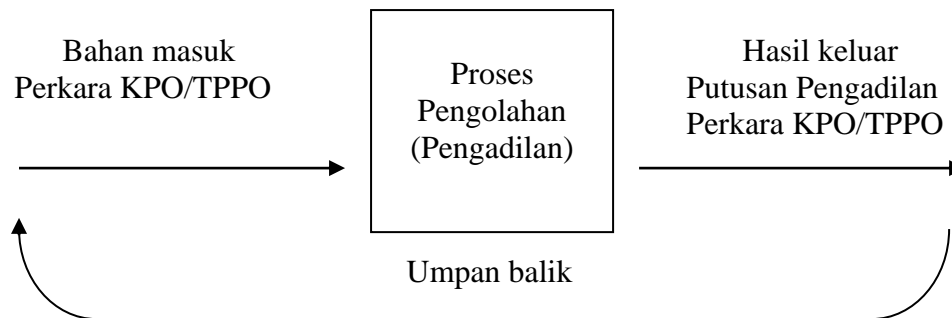 Bahan masuk
Perkara KPO/TPPO
Proses
Pengolahan
(Pengadilan)
Hasil keluar
Putusan Pengadilan
Perkara KPO/TPPO
Umpan balik